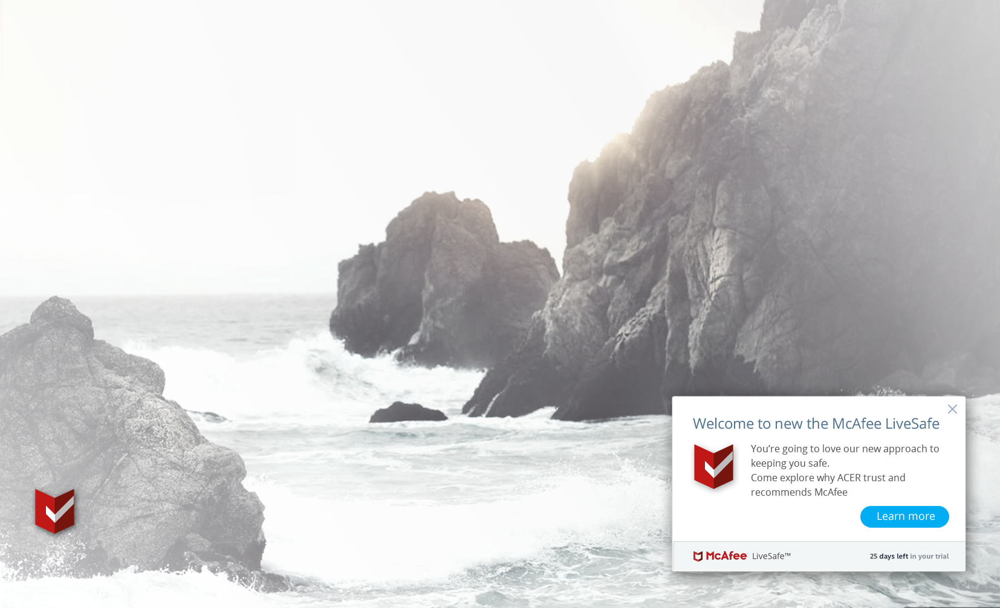 Welcome to new the McAfee LiveSafe
You’re going to love our new approach to
keeping you safe.
Come explore why ACER trust and
recommends McAfee
Learn more
McAfee™ LiveSafe™
25 days left in your trial